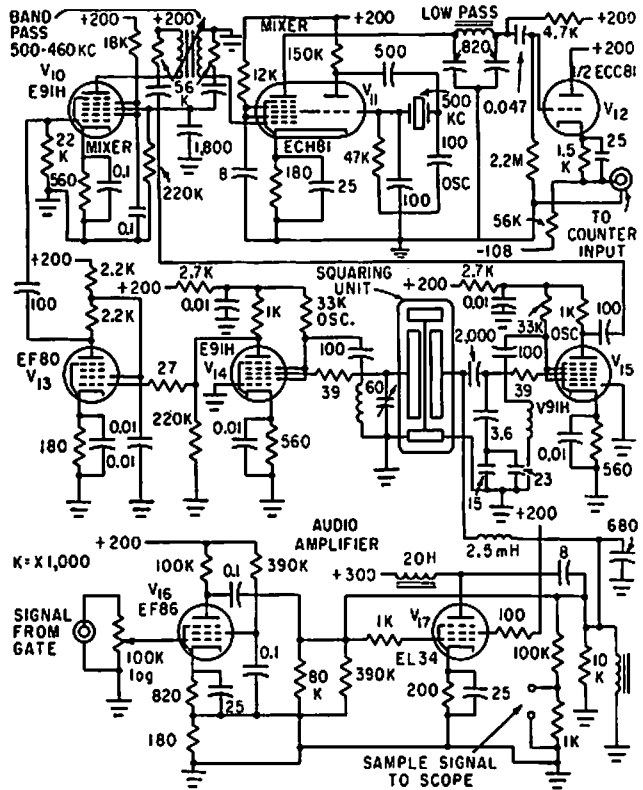 BAND
PASS
500-460 KC
+200
+200
18K
56
K
V10
E91H
MIXER
22
K
560
0.1
0.1
220K
1,800
MIXER
+200
150K
12K
500
V11
ECH81
8
180
25
47K
100
500
KC
100
OSC
LOW PASS
820
4.7K
+200
0.047
+200
1/2 ECC81
V12
2.2M
1.5
K
25
56K
-108
TO
COUNTER
INPUT
+200
2.2K
2.2K
100
EF80
V13
180
0.01
0.01
27
220K
+200
2.7K
0.01
1K
33K
OSC.
E91H
V14
100
39
60
0.01
560
SQUARING
UNIT
+200
2.7K
0.01
1K
100
33K
OSC
2,000
100
39
V15
V91H
3.6
15
23
0.01
560
+200
2.5mH
680
K=X1,000
AUDIO
AMPLIFIER
+200
100K
0.1
390K
V16
EF86
SIGNAL
FROM
GATE
100K
log
820
25
180
0.1
80
K
390K
1K
+300
20H
V17
EL34
100
200
25
8
100K
10
K
1K
SAMPLE SIGNAL
TO SCOPE